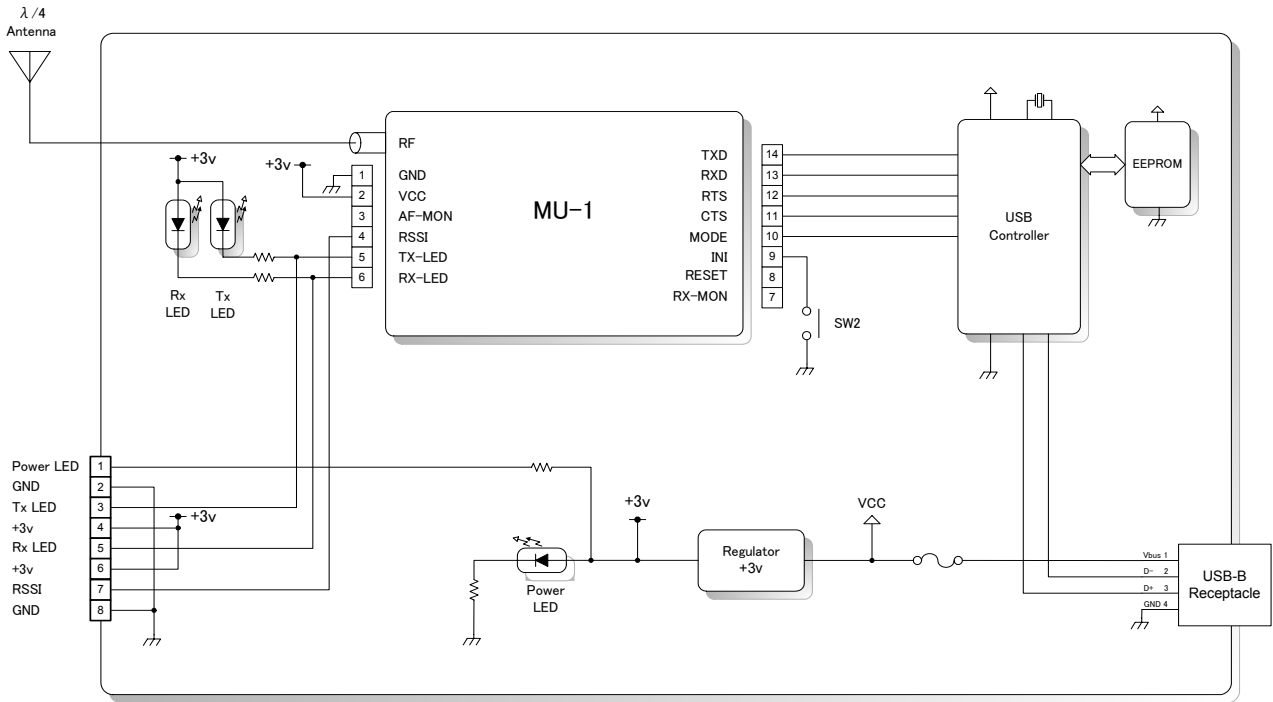 λ/4
Antenna
RF
+3v
+3v
1 GND
2 VCC
3 AF-MON
4 RSSI
5 TX-LED
6 RX-LED
MU-1
TXD 14
RXD 13
RTS 12
CTS 11
MODE 10
INI 9
RESET 8
RX-MON 7
SW2
USB
Controller
EEPROM
Rx
LED
Tx
LED
Power LED 1
GND 2
Tx LED 3
+3v 4
Rx LED 5
+3v 6
RSSI 7
GND 8
+3v
Power
LED
+3v
Regulator
+3v
VCC
Vbus 1
D- 2
D+ 3
GND 4
USB-B
Receptacle